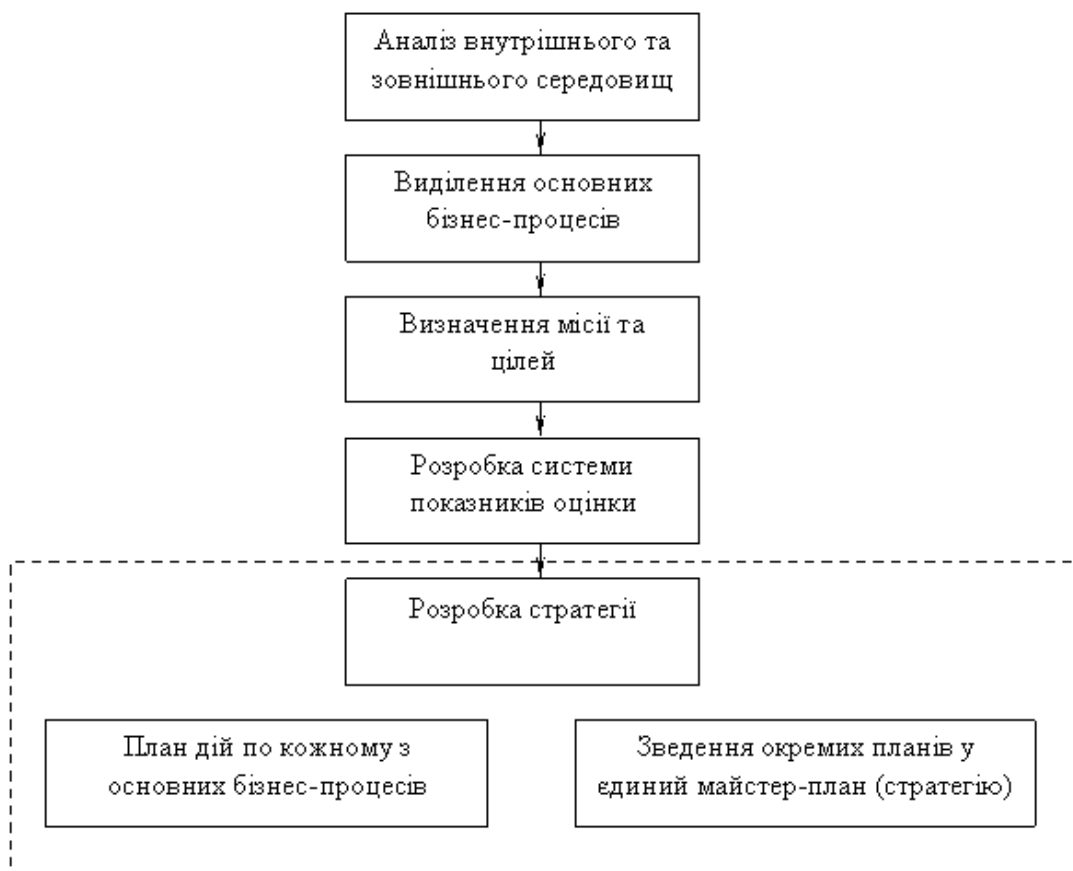 Аналіз внутрішнього та
зовнішнього середовищ
Виділення основних
бізнес-процесів
Визначення місії та
цілей
Розробка системи
показників оцінки
Розробка стратегії
План дій по кожному з
основних бізнес-процесів
Зведення окремих планів у
єдиний майстер-план (стратегію)